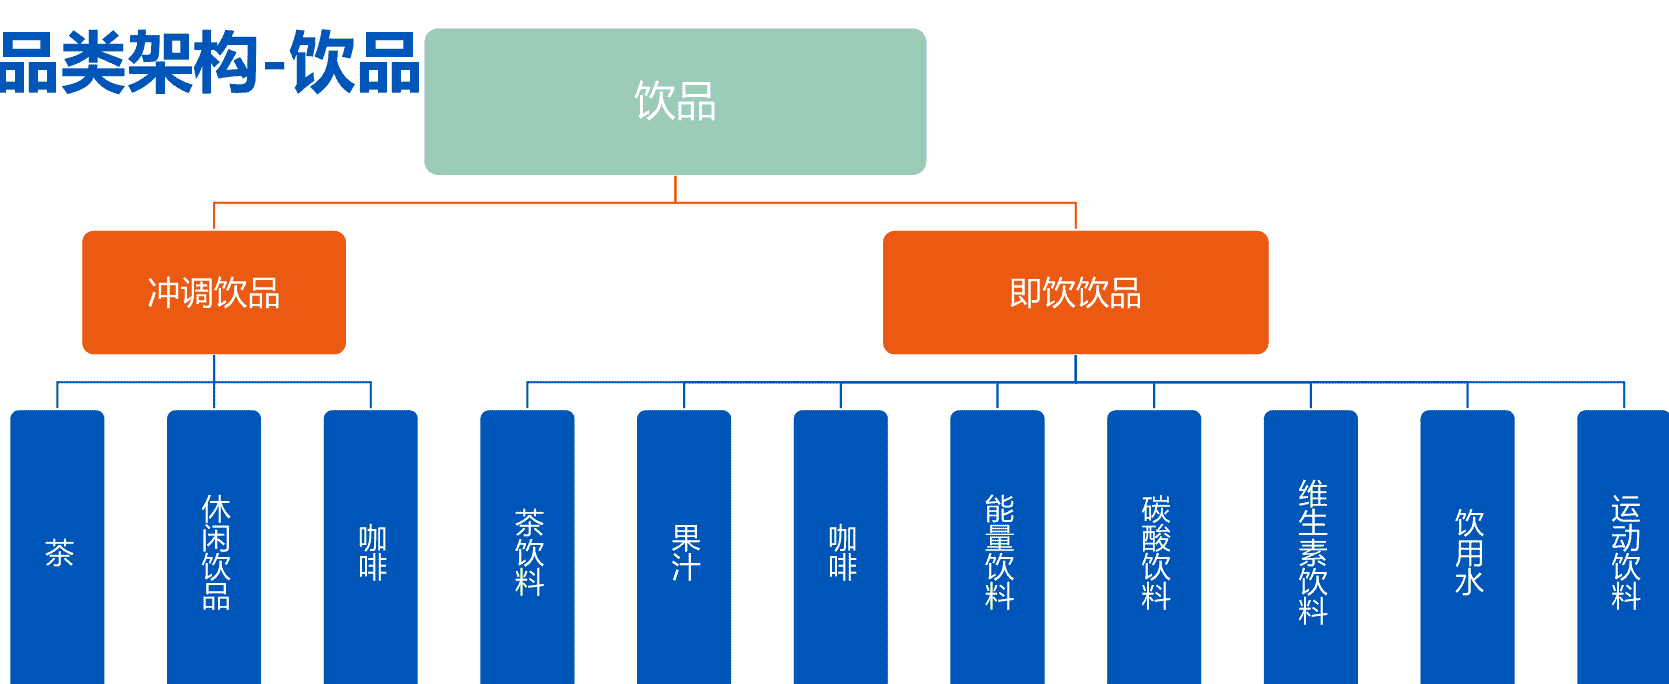 品类架构-饮品
饮品
冲调饮品
即饮饮品
茶
休闲饮品
咖啡
茶饮料
果汁
咖啡
能量饮料
碳酸饮料
维生素饮料
饮用水
运动饮料